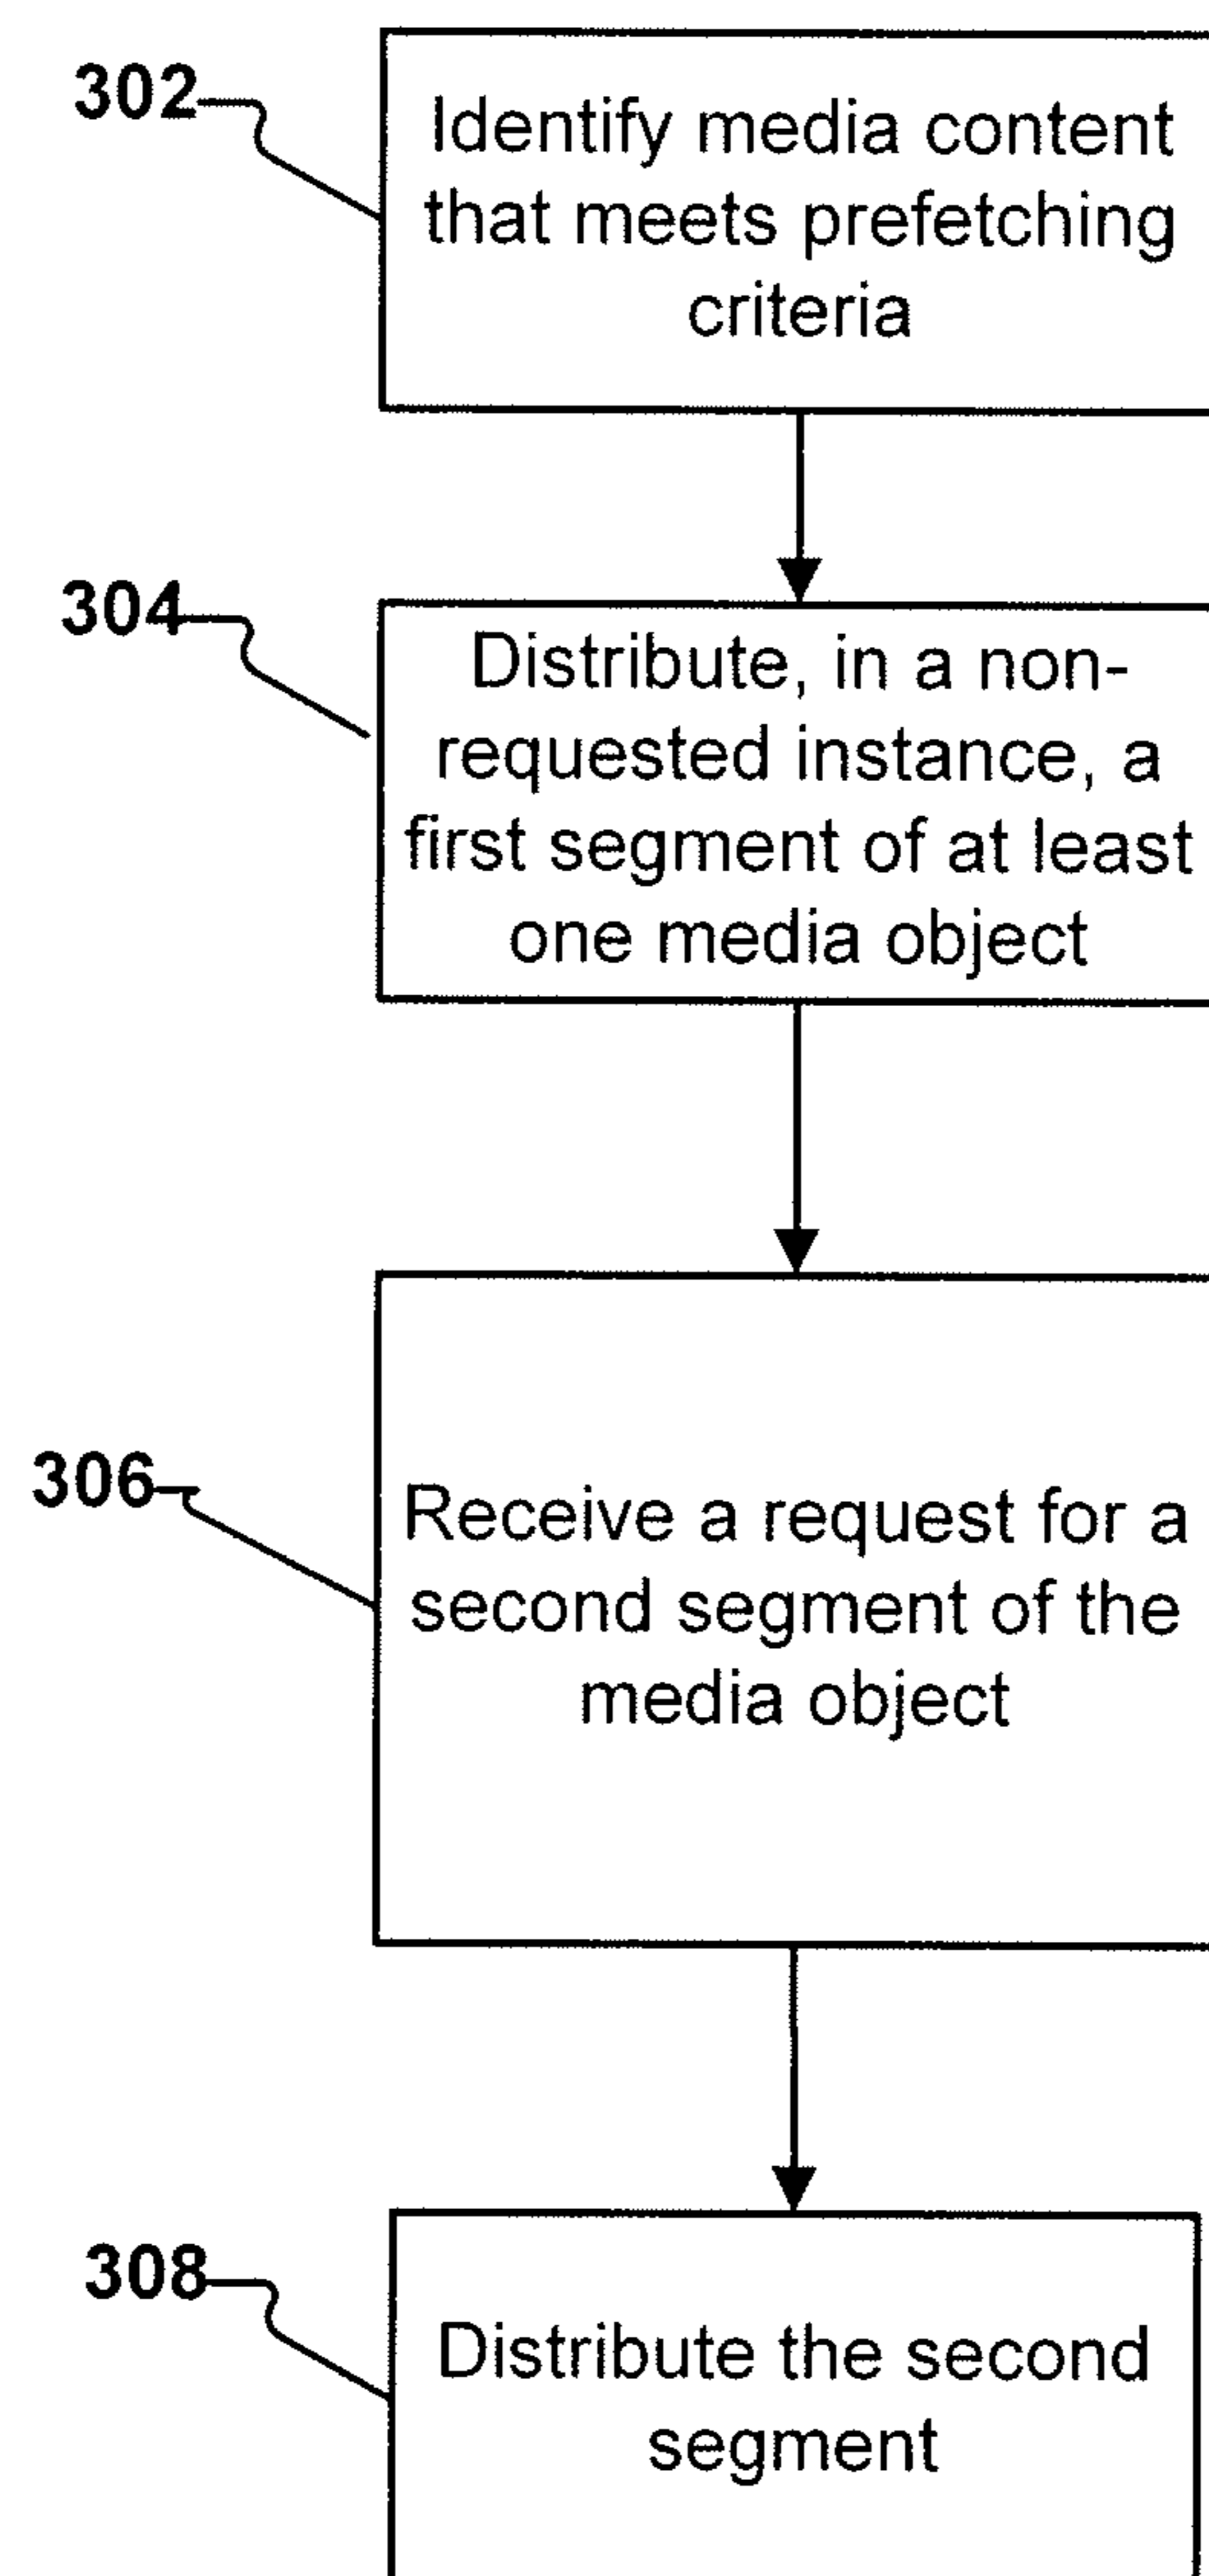 302
Identify media content
that meets prefetching
criteria
304
Distribute, in a non-
requested instance, a
first segment of at least
one media object
306
Receive a request for a
second segment of the
media object
308
Distribute the second
segment